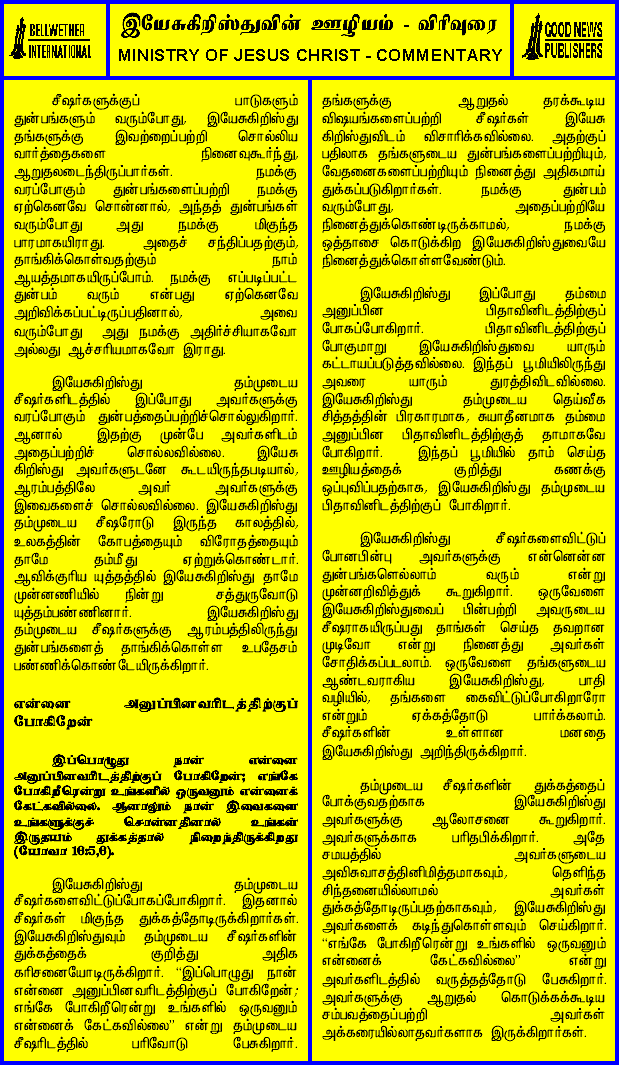 BELLWETHER
INTERNATIONAL
இயேசுகிறிஸ்துவின் ஊழியம் - விரிவுரை
MINISTRY OF JESUS CHRIST - COMMENTARY
GOOD NEWS
PUBLISHERS
சீஷர்களுக்குப் பாடுகளும்
துன்பங்களும் வரும்போது, இயேசுகிறிஸ்து
தங்களுக்கு இவற்றைப்பற்றி சொல்லிய
வார்த்தைகளை நினைவுகூர்ந்து,
ஆறுதலடைந்திருப்பார்கள். நமக்கு
வரப்போகும் துன்பங்களைப்பற்றி நமக்கு
ஏற்கெனவே சொன்னால், அந்தத் துன்பங்கள்
வரும்போது அது நமக்கு மிகுந்த
பாரமாகயிராது. அதைச் சந்திப்பதற்கும்,
தாங்கிக்கொள்வதற்கும் நாம்
ஆயத்தமாகயிருப்போம். நமக்கு எப்படிப்பட்ட
துன்பம் வரும் என்பது ஏற்கெனவே
அறிவிக்கப்பட்டிருப்பதினால், அவை
வரும்போது அது நமக்கு அதிர்ச்சியாகவோ
அல்லது ஆச்சரியமாகவோ இராது.
இயேசுகிறிஸ்து தம்முடைய
சீஷர்களிடத்தில் இப்போது அவர்களுக்கு
வரப்போகும் துன்பத்தைப்பற்றிச்சொல்லுகிறார்.
ஆனால் இதற்கு முன்பே அவர்களிடம்
அதைப்பற்றிச் சொல்லவில்லை. இயேசு
கிறிஸ்து அவர்களுடனே கூடயிருந்தபடியால்,
ஆரம்பத்திலே அவர் அவர்களுக்கு
இவைகளைச் சொல்லவில்லை. இயேசுகிறிஸ்து
தம்முடைய சீஷரோடு இருந்த காலத்தில்,
உலகத்தின் கோபத்தையும் விரோதத்தையும்
தாமே தம்மீது ஏற்றுக்கொண்டார்.
ஆவிக்குரிய யுத்தத்தில் இயேசுகிறிஸ்து தாமே
முன்னணியில் நின்று சத்துருவோடு
யுத்தம்பண்ணினார். இயேசுகிறிஸ்து
தம்முடைய சீஷர்களுக்கு ஆரம்பத்திலிருந்து
துன்பங்களைத் தாங்கிக்கொள்ள உபதேசம்
பண்ணிக்கொண்டேயிருக்கிறார்.
என்னை அனுப்பினவரிடத்திற்குப்
போகிறேன்
இப்பொழுது நான் என்னை
அனுப்பினவரிடத்திற்குப் போகிறேன்; எங்கே
போகிறீரென்று உங்களில் ஒருவனும் என்னைக்
கேட்கவில்லை. ஆனாலும் நான் இவைகளை
உங்களுக்குச் சொன்னதினால் உங்கள்
இருதயம் துக்கத்தால் நிறைந்திருக்கிறது
(யோவா 16:5,6).
இயேசுகிறிஸ்து தம்முடைய
சீஷர்களைவிட்டுப்போகப்போகிறார். இதனால்
சீஷர்கள் மிகுந்த துக்கத்தோடிருக்கிறார்கள்.
இயேசுகிறிஸ்துவும் தம்முடைய சீஷர்களின்
துக்கத்தைக் குறித்து அதிக
கரிசனையோடிருக்கிறார். “இப்பொழுது நான்
என்னை அனுப்பினவரிடத்திற்குப் போகிறேன்;
எங்கே போகிறீரென்று உங்களில் ஒருவனும்
என்னைக் கேட்கவில்லை” என்று தம்முடைய
சீஷரிடத்தில் பரிவோடு பேசுகிறார்.
தங்களுக்கு ஆறுதல் தரக்கூடிய
விஷயங்களைப்பற்றி சீஷர்கள் இயேசு
கிறிஸ்துவிடம் விசாரிக்கவில்லை. அதற்குப்
பதிலாக தங்களுடைய துன்பங்களைப்பற்றியும்,
வேதனைகளைப்பற்றியும் நினைத்து அதிகமாய்
துக்கப்படுகிறார்கள். நமக்கு துன்பம்
வரும்போது, அதைப்பற்றியே
நினைத்துக்கொண்டிருக்காமல், நமக்கு
ஒத்தாசை கொடுக்கிற இயேசுகிறிஸ்துவையே
நினைத்துக்கொள்ளவேண்டும்.
இயேசுகிறிஸ்து இப்போது தம்மை
அனுப்பின பிதாவினிடத்திற்குப்
போகப்போகிறார். பிதாவினிடத்திற்குப்
போகுமாறு இயேசுகிறிஸ்துவை யாரும்
கட்டாயப்படுத்தவில்லை. இந்தப் பூமியிலிருந்து
அவரை யாரும் துரத்திவிடவில்லை.
இயேசுகிறிஸ்து தம்முடைய தெய்வீக
சித்தத்தின் பிரகாரமாக, சுயாதீனமாக தம்மை
அனுப்பின பிதாவினிடத்திற்குத் தாமாகவே
போகிறார். இந்தப் பூமியில் தாம் செய்த
ஊழியத்தைக் குறித்து கணக்கு
ஒப்புவிப்பதற்காக, இயேசுகிறிஸ்து தம்முடைய
பிதாவினிடத்திற்குப் போகிறார்.
இயேசுகிறிஸ்து சீஷர்களைவிட்டுப்
போனபின்பு அவர்களுக்கு என்னென்ன
துன்பங்களெல்லாம் வரும் என்று
முன்னறிவித்துக் கூறுகிறார். ஒருவேளை
இயேசுகிறிஸ்துவைப் பின்பற்றி அவருடைய
சீஷராகயிருப்பது தாங்கள் செய்த தவறான
முடிவோ என்று நினைத்து அவர்கள்
சோதிக்கப்படலாம். ஒருவேளை தங்களுடைய
ஆண்டவராகிய இயேசுகிறிஸ்து, பாதி
வழியில், தங்களை கைவிட்டுப்போகிறாரோ
என்றும் ஏக்கத்தோடு பார்க்கலாம்.
சீஷர்களின் உள்ளான மனதை
இயேசுகிறிஸ்து அறிந்திருக்கிறார்.
தம்முடைய சீஷர்களின் துக்கத்தைப்
போக்குவதற்காக இயேசுகிறிஸ்து
அவர்களுக்கு ஆலோசனை கூறுகிறார்.
அவர்களுக்காக பரிதபிக்கிறார். அதே
சமயத்தில் அவர்களுடைய
அவிசுவாசத்தினிமித்தமாகவும், தெளிந்த
சிந்தனையில்லாமல் அவர்கள்
துக்கத்தோடிருப்பதற்காகவும், இயேசுகிறிஸ்து
அவர்களைக் கடிந்துகொள்ளவும் செய்கிறார்.
“எங்கே போகிறீரென்று உங்களில் ஒருவனும்
என்னைக் கேட்கவில்லை” என்று
அவர்களிடத்தில் வருத்தத்தோடு பேசுகிறார்.
அவர்களுக்கு ஆறுதல் கொடுக்கக்கூடிய
சம்பவத்தைப்பற்றி அவர்கள்
அக்கரையில்லாதவர்களாக இருக்கிறார்கள்.